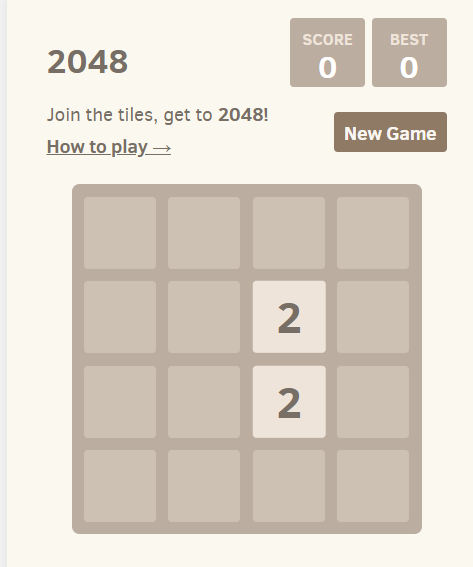 2048
SCORE
0
BEST
0
Join the tiles, get to 2048!
How to play →
New Game
2
2